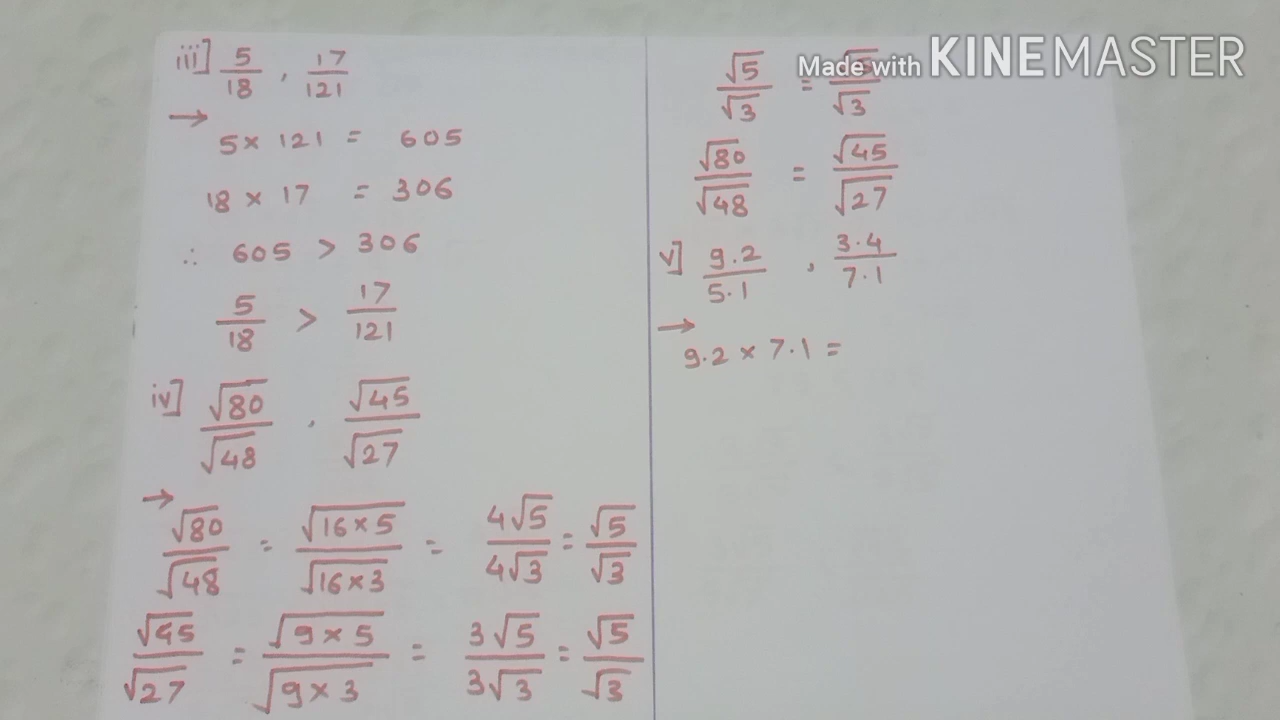 iii] 5/18 , 17/121
→
5 × 121 = 605
18 × 17 = 306
∴ 605 > 306
5/18 > 17/121
iv] √80/√48 , √45/√27
→
√80/√48 = √(16×5)/√(16×3) = 4√5/4√3 = √5/√3
√45/√27 = √(9×5)/√(9×3) = 3√5/3√3 = √5/√3
Made with KINEMASTER
√5/√3 = √5/√3
√80/√48 = √45/√27
v] 9.2/5.1 , 3.4/7.1
→
9.2 × 7.1 =